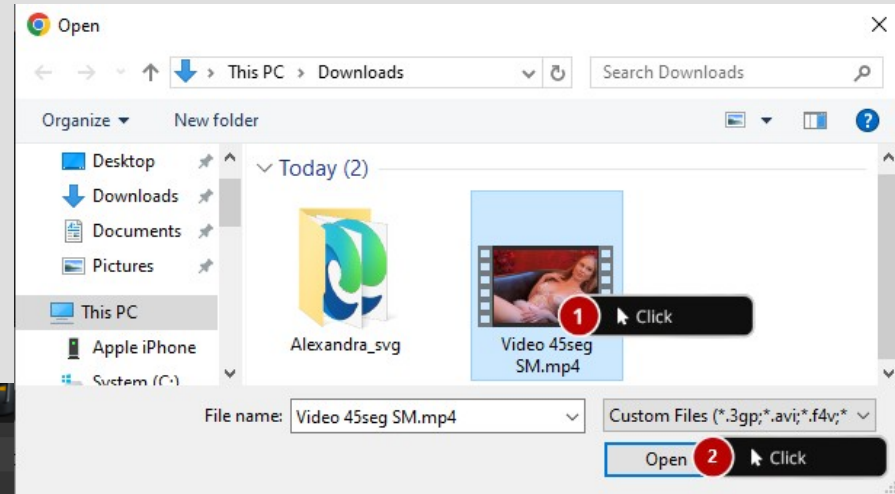 Open
This PC > Downloads
Search Downloads
Organize
New folder
Desktop
Downloads
Documents
Pictures
This PC
Apple iPhone
System (C:)
Today (2)
Alexandra_svg
Video 45seg
SM.mp4
1 Click
File name: Video 45seg SM.mp4
Custom Files (*.3gp;*.avi;*.f4v;*
Open 2 Click